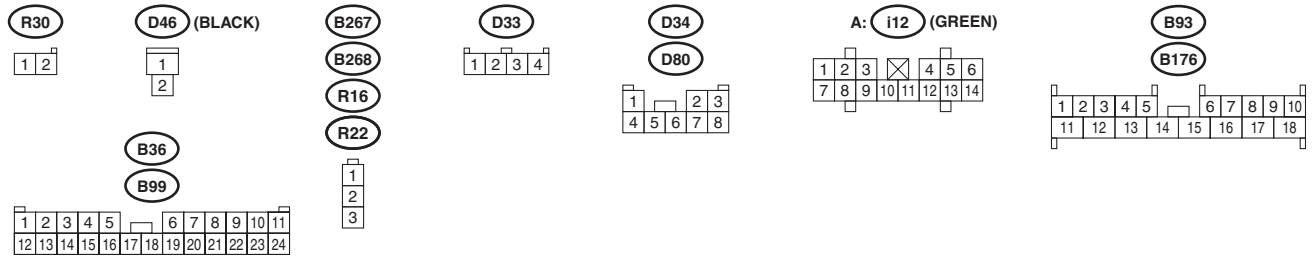 R30
1 2
D46 (BLACK)
1
2
B267
B268
R16
R22
1
2
3
D33
1 2 3 4
D34
D80
1 2 3
4 5 6 7 8
A: i12 (GREEN)
1 2 3 4 5 6
7 8 9 10 11 12 13 14
B93
B176
1 2 3 4 5 6 7 8 9 10
11 12 13 14 15 16 17 18
B36
B99
1 2 3 4 5 6 7 8 9 10 11
12 13 14 15 16 17 18 19 20 21 22 23 24